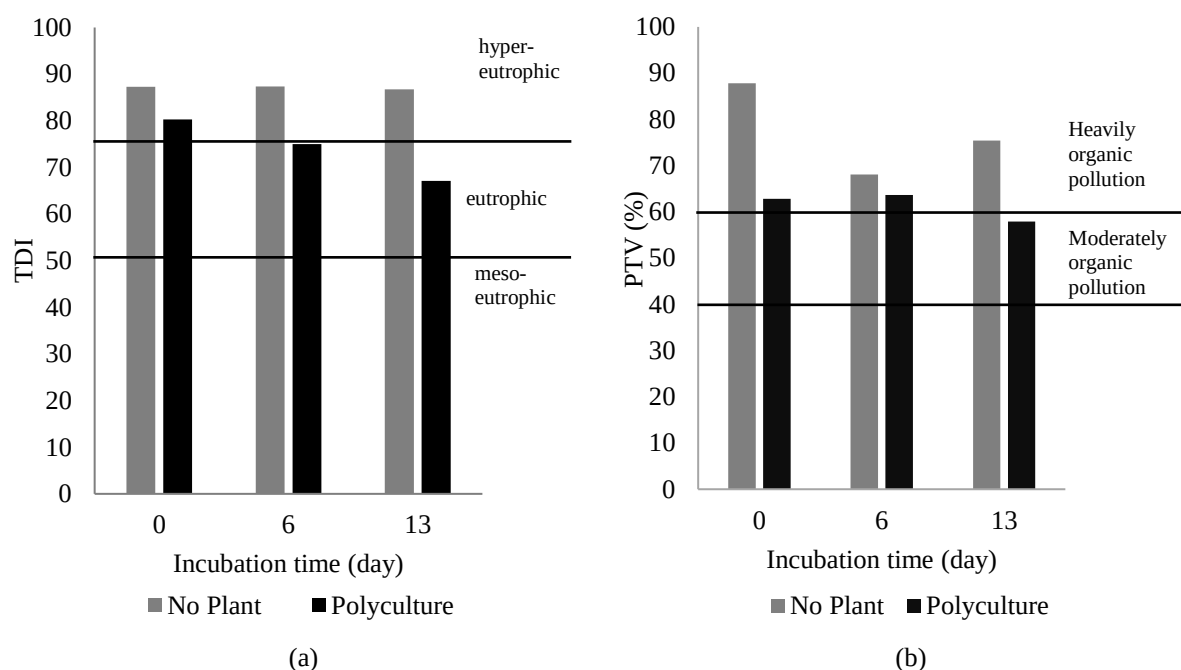 100
90
80
70
60
50
40
30
20
10
0
TDI
hyper-
eutrophic
eutrophic
meso-
eutrophic
0 6 13
Incubation time (day)
No Plant Polyculture
(a)
100
90
80
70
60
50
40
30
20
10
0
PTV (%)
Heavily
organic
pollution
Moderately
organic
pollution
0 6 13
Incubation time (day)
No Plant Polyculture
(b)